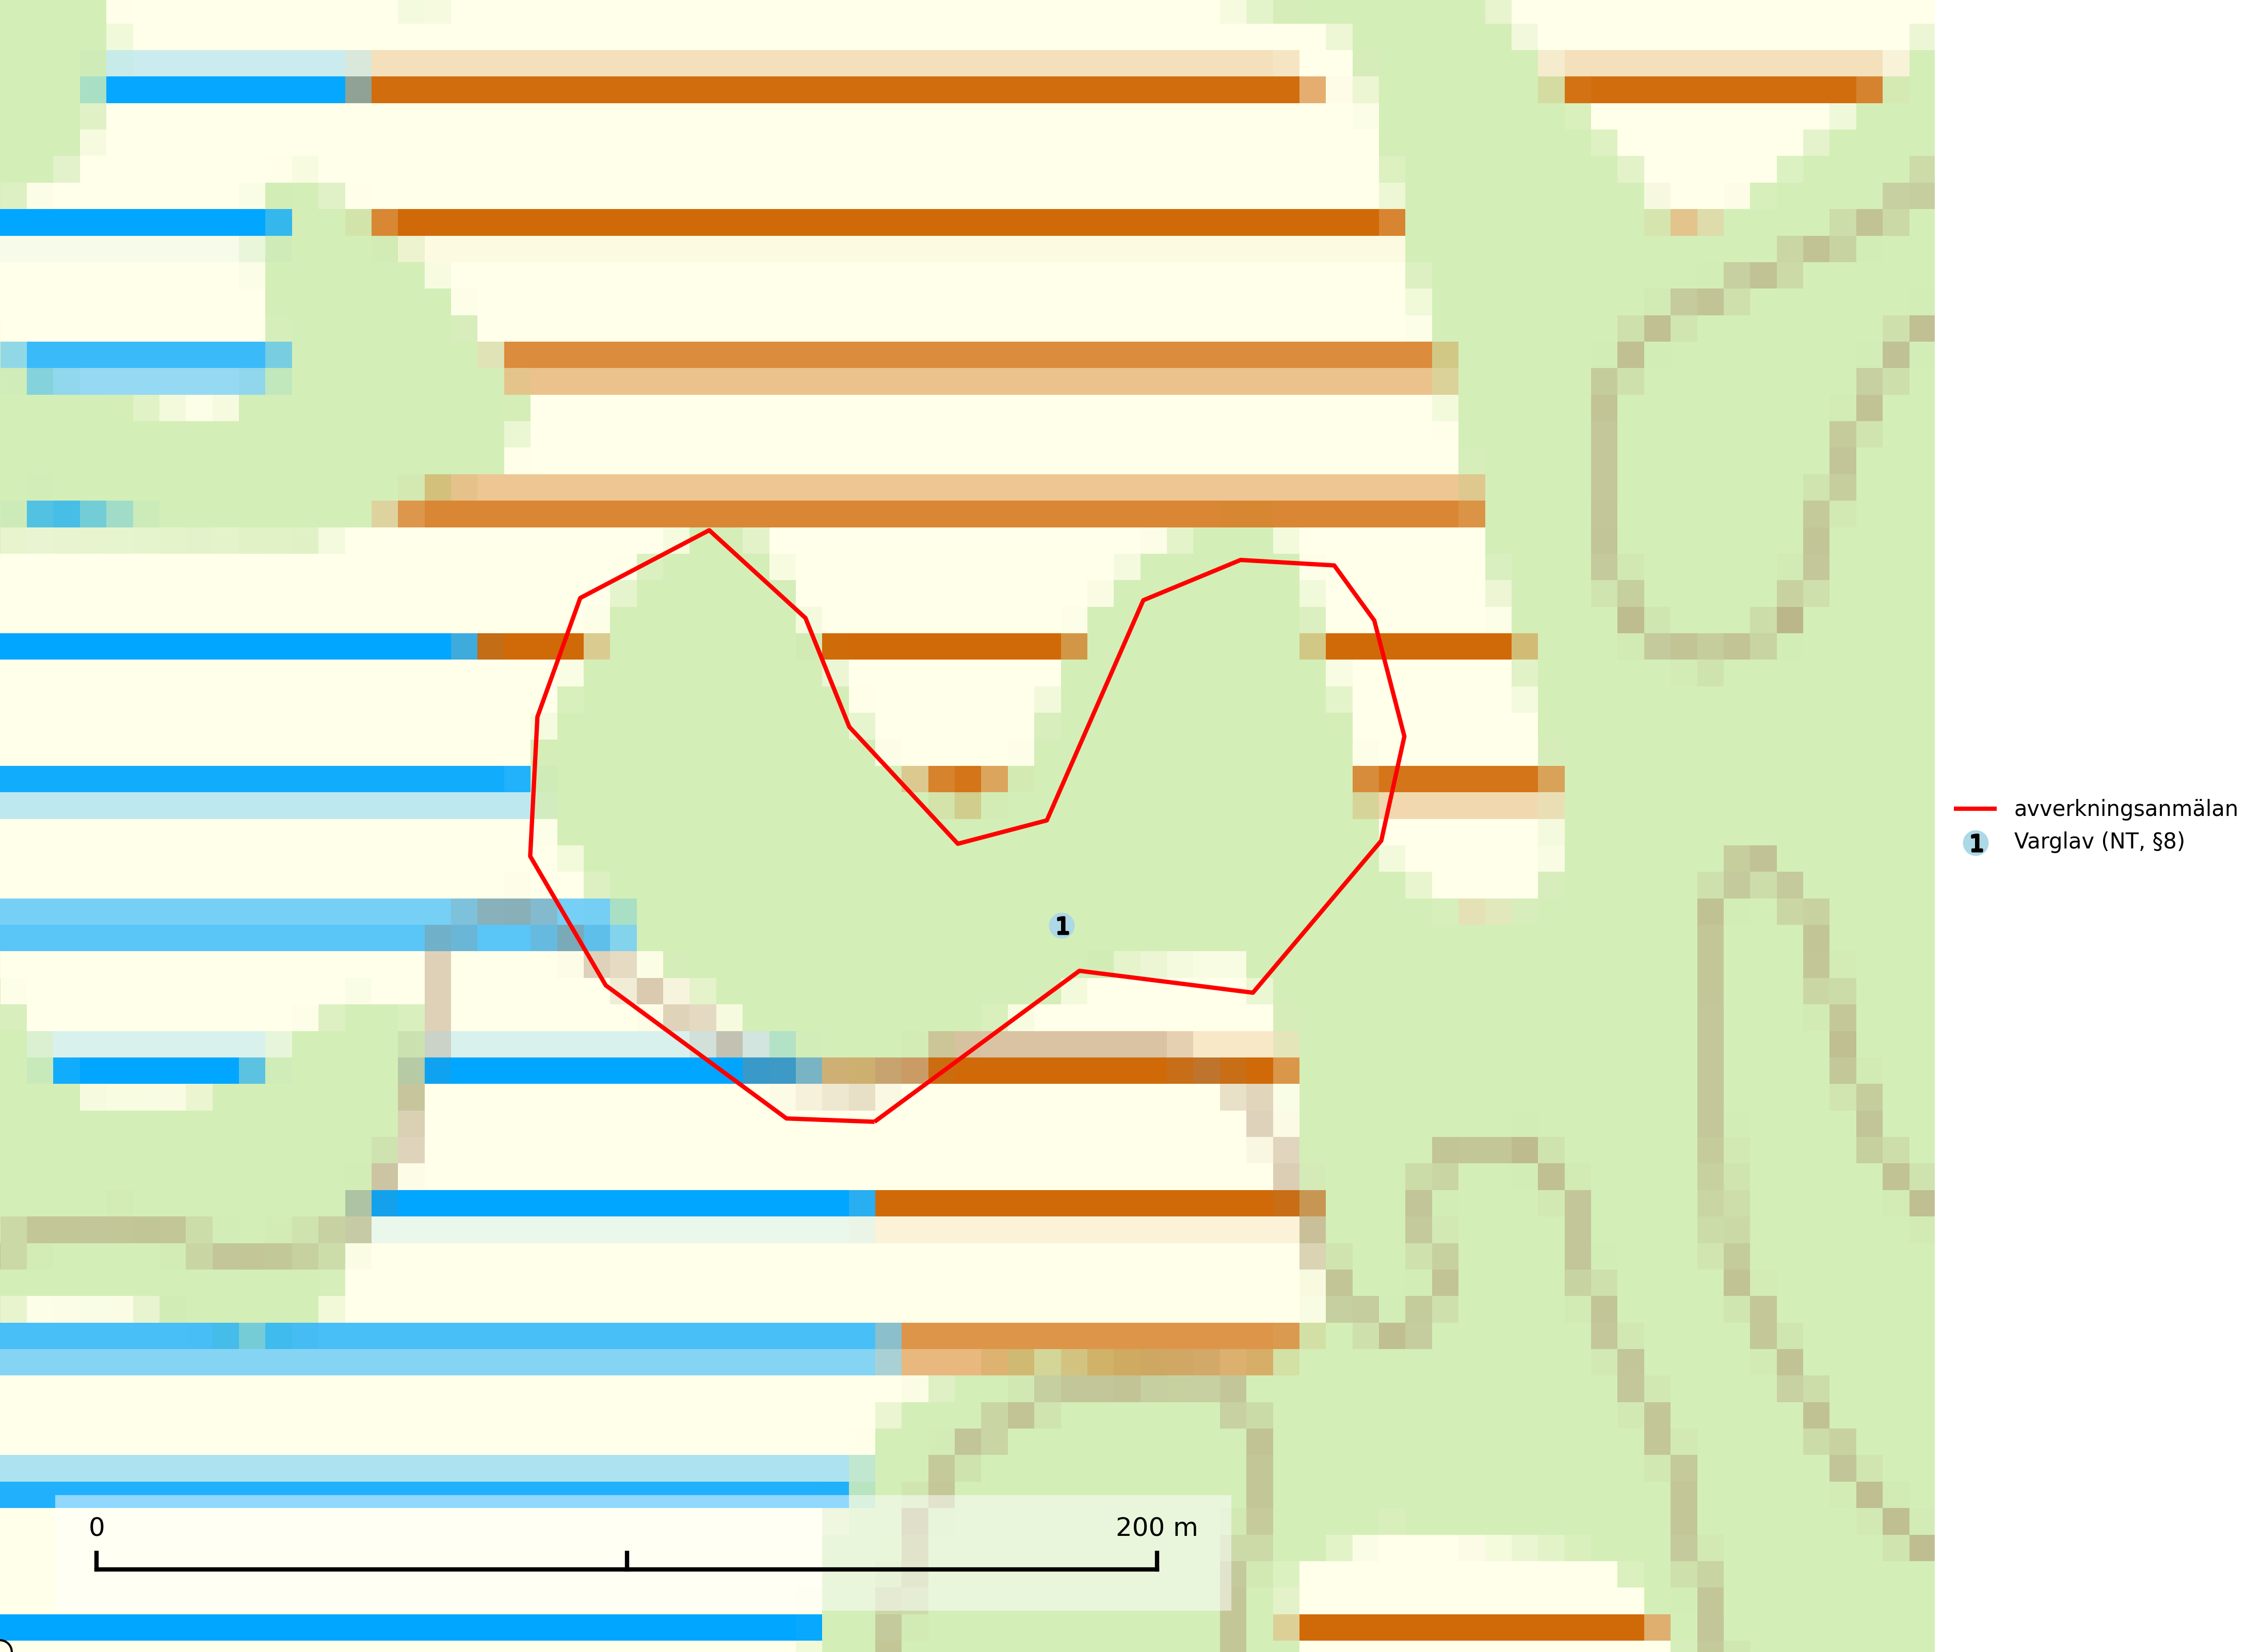 avverkningsanmälan
1 Varglav (NT, §8)
1
0 200 m